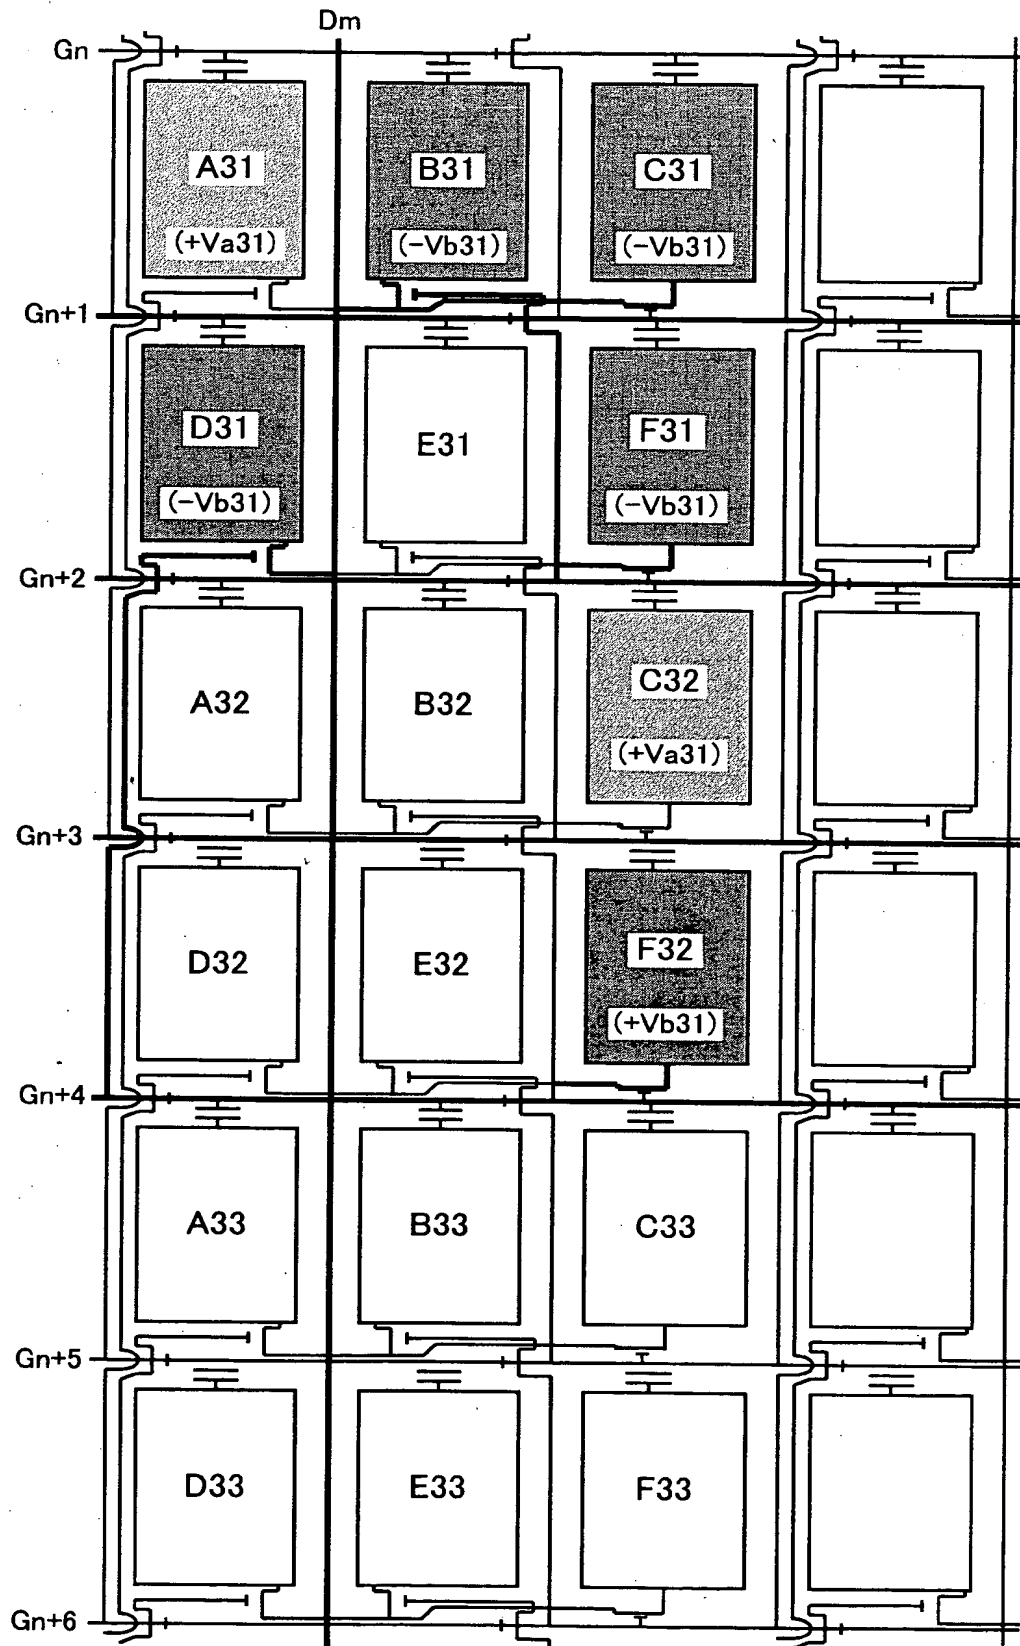 Dm
Gn
A31 B31 C31
(+Va31) (-Vb31) (-Vb31)
Gn+1
D31 E31 F31
(-Vb31) (-Vb31)
Gn+2
A32 B32 C32
(+Va31)
Gn+3
D32 E32 F32
(+Vb31)
Gn+4
A33 B33 C33
Gn+5
D33 E33 F33
Gn+6